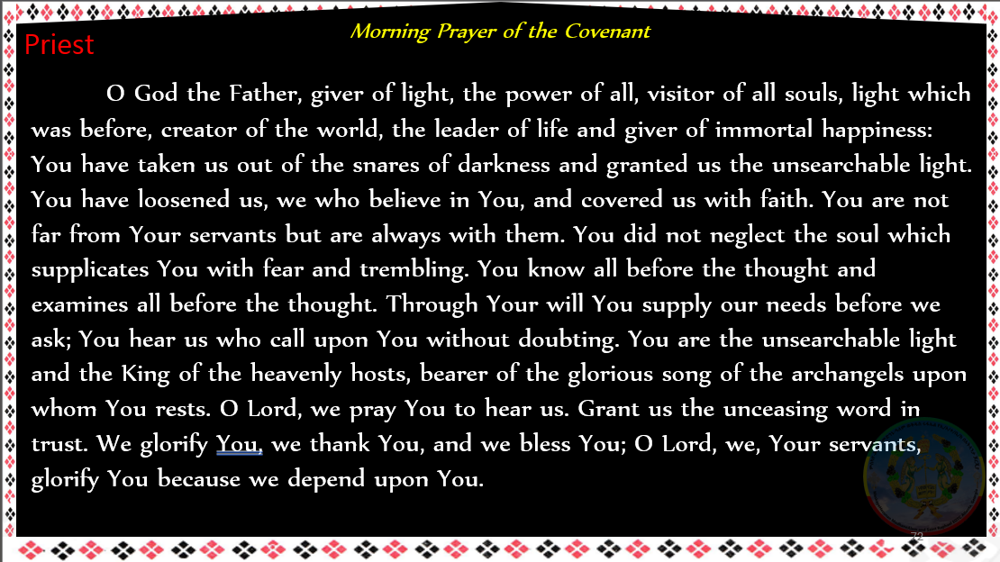 Morning Prayer of the Covenant
Priest
O God the Father, giver of light, the power of all, visitor of all souls, light which
was before, creator of the world, the leader of life and giver of immortal happiness:
You have taken us out of the snares of darkness and granted us the unsearchable light.
You have loosened us, we who believe in You, and covered us with faith. You are not
far from Your servants but are always with them. You did not neglect the soul which
supplicates You with fear and trembling. You know all before the thought and
examines all before the thought. Through Your will You supply our needs before we
ask; You hear us who call upon You without doubting. You are the unsearchable light
and the King of the heavenly hosts, bearer of the glorious song of the archangels upon
whom You rests. O Lord, we pray You to hear us. Grant us the unceasing word in
trust. We glorify You, we thank You, and we bless You; O Lord, we, Your servants,
glorify You because we depend upon You.
72